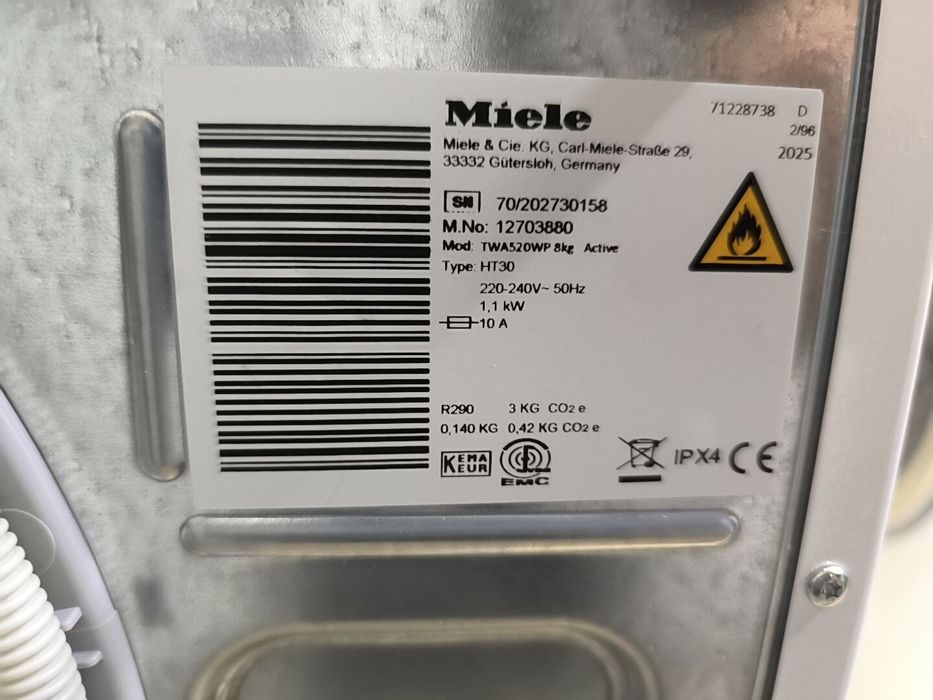 Miele
71228738 D
2/96
2025
Miele & Cie. KG, Carl-Miele-Straße 29,
33332 Gütersloh, Germany
SN 70/202730158
M.No: 12703880
Mod: TWA520WP 8kg Active
Type: HT30
220-240V~ 50Hz
1,1 kW
10 A
R290 3 KG CO2 e
0,140 KG 0,42 KG CO2 e
KEMA
KEUR
EMC
IPX4 CE